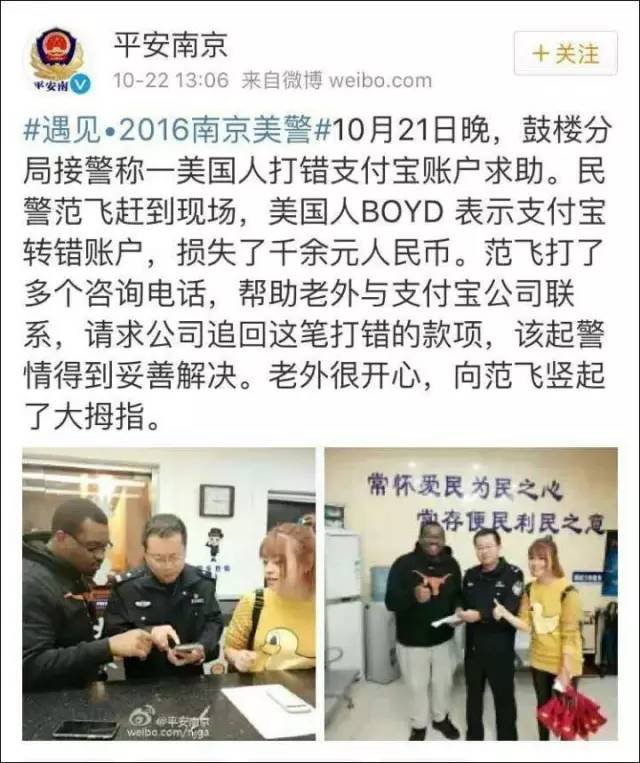 平安南京
10-22 13:06 来自微博 weibo.com
+关注
平安南京
#遇见•2016南京美警#10月21日晚，鼓楼分
局接警称一美国人打错支付宝账户求助。民
警范飞赶到现场，美国人BOYD 表示支付宝
转错账户，损失了千余元人民币。范飞打了
多个咨询电话，帮助老外与支付宝公司联
系，请求公司追回这笔打错的款项，该起警
情得到妥善解决。老外很开心，向范飞竖起
了大拇指。
常怀爱民为民之心
常存便民利民之意
@平安南京
weibo.com/njga